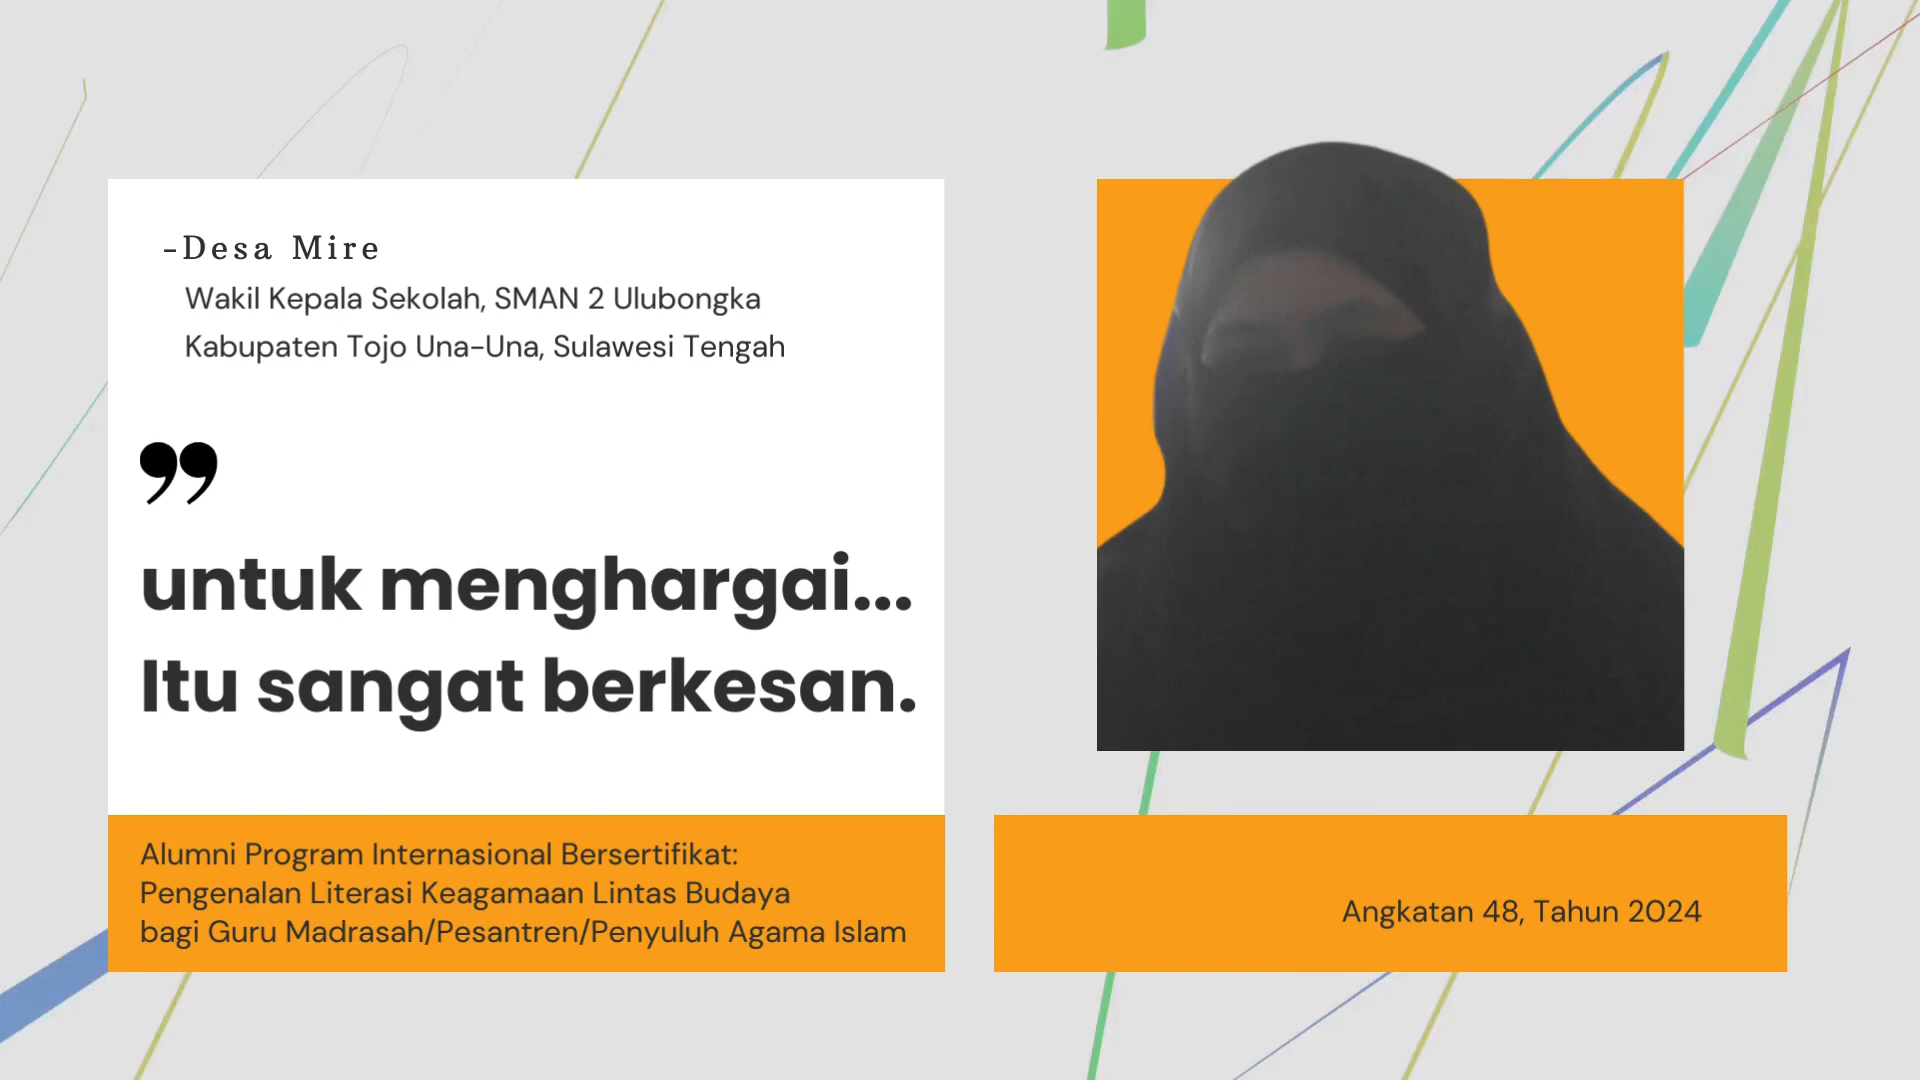 -Desa Mire
Wakil Kepala Sekolah, SMAN 2 Ulubongka
Kabupaten Tojo Una-Una, Sulawesi Tengah
”
untuk menghargai...
Itu sangat berkesan.
Alumni Program Internasional Bersertifikat:
Pengenalan Literasi Keagamaan Lintas Budaya
bagi Guru Madrasah/Pesantren/Penyuluh Agama Islam
Angkatan 48, Tahun 2024